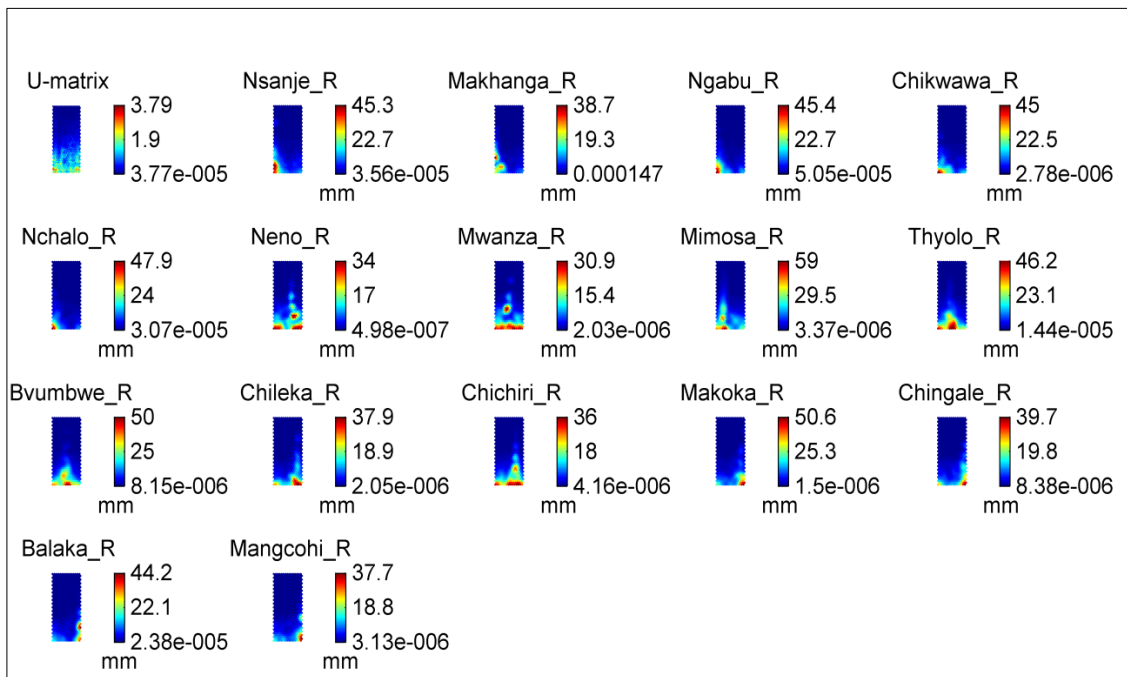 U-matrix
3.79
1.9
3.77e-005
Nsanje_R
45.3
22.7
3.56e-005
mm
Makhanga_R
38.7
19.3
0.000147
mm
Ngabu_R
45.4
22.7
5.05e-005
mm
Chikwawa_R
45
22.5
2.78e-006
mm
Nchalo_R
47.9
24
3.07e-005
mm
Neno_R
34
17
4.98e-007
mm
Mwanza_R
30.9
15.4
2.03e-006
mm
Mimosa_R
59
29.5
3.37e-006
mm
Thyolo_R
46.2
23.1
1.44e-005
mm
Bvumbwe_R
50
25
8.15e-006
mm
Chileka_R
37.9
18.9
2.05e-006
mm
Chichiri_R
36
18
4.16e-006
mm
Makoka_R
50.6
25.3
1.5e-006
mm
Chingale_R
39.7
19.8
8.38e-006
mm
Balaka_R
44.2
22.1
2.38e-005
mm
Mangcohi_R
37.7
18.8
3.13e-006
mm